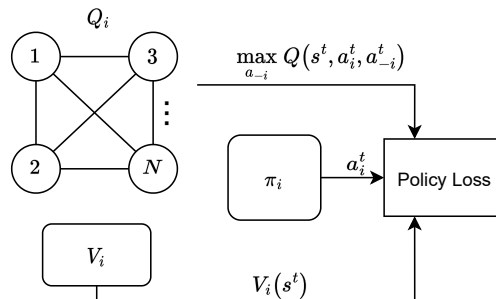 Q_i
1 3
max_{a_{-i}} Q(s^t, a_i^t, a_{-i}^t)
⋮
2 N
π_i
a_i^t
Policy Loss
V_i
V_i(s^t)